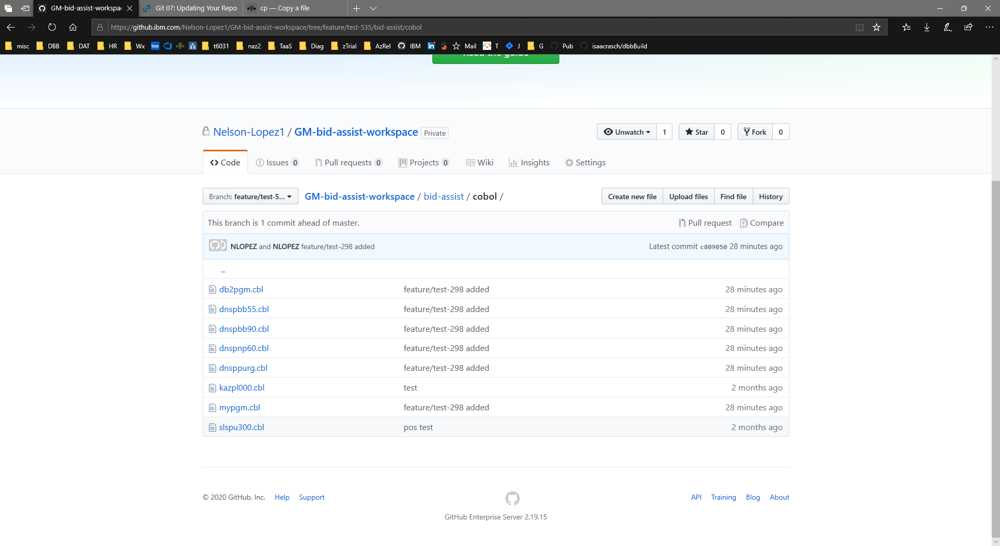 GM-bid-assist-workspac
Git 07: Updating Your Repo
cp — Copy a file
https://github.ibm.com/Nelson-Lopez1/GM-bid-assist-workspace/tree/feature/test-535/bid-assist/cobol
misc DBB DAT HR Wx box t6031 naz2 TaaS Diag zTrial AzRel IBM in Mail T J G Pub isaacrasch/dbbBuild
Read the guide
Nelson-Lopez1 / GM-bid-assist-workspace Private
Unwatch 1 Star 0 Fork 0
Code Issues 0 Pull requests 0 Projects 0 Wiki Insights Settings
Branch: feature/test-5... GM-bid-assist-workspace / bid-assist / cobol /
Create new file Upload files Find file History
This branch is 1 commit ahead of master. Pull request Compare
NLOPEZ and NLOPEZ feature/test-298 added Latest commit c809050 28 minutes ago
..
db2pgm.cbl feature/test-298 added 28 minutes ago
dnspbb55.cbl feature/test-298 added 28 minutes ago
dnspbb90.cbl feature/test-298 added 28 minutes ago
dnspnp60.cbl feature/test-298 added 28 minutes ago
dnsppurg.cbl feature/test-298 added 28 minutes ago
kazpl000.cbl test 2 months ago
mypgm.cbl feature/test-298 added 28 minutes ago
slspu300.cbl pos test 2 months ago
© 2020 GitHub, Inc. Help Support API Training Blog About
GitHub Enterprise Server 2.19.15